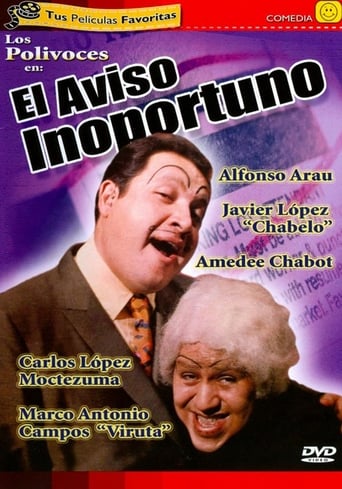 Tus Películas Favoritas
COMEDIA
Los
Polivoces
en:
El Aviso
Inoportuno
Alfonso Arau
Javier López
"Chabelo"
Amedee Chabot
Carlos López
Moctezuma
Marco Antonio
Campos "Viruta"
DVD
VIDEO